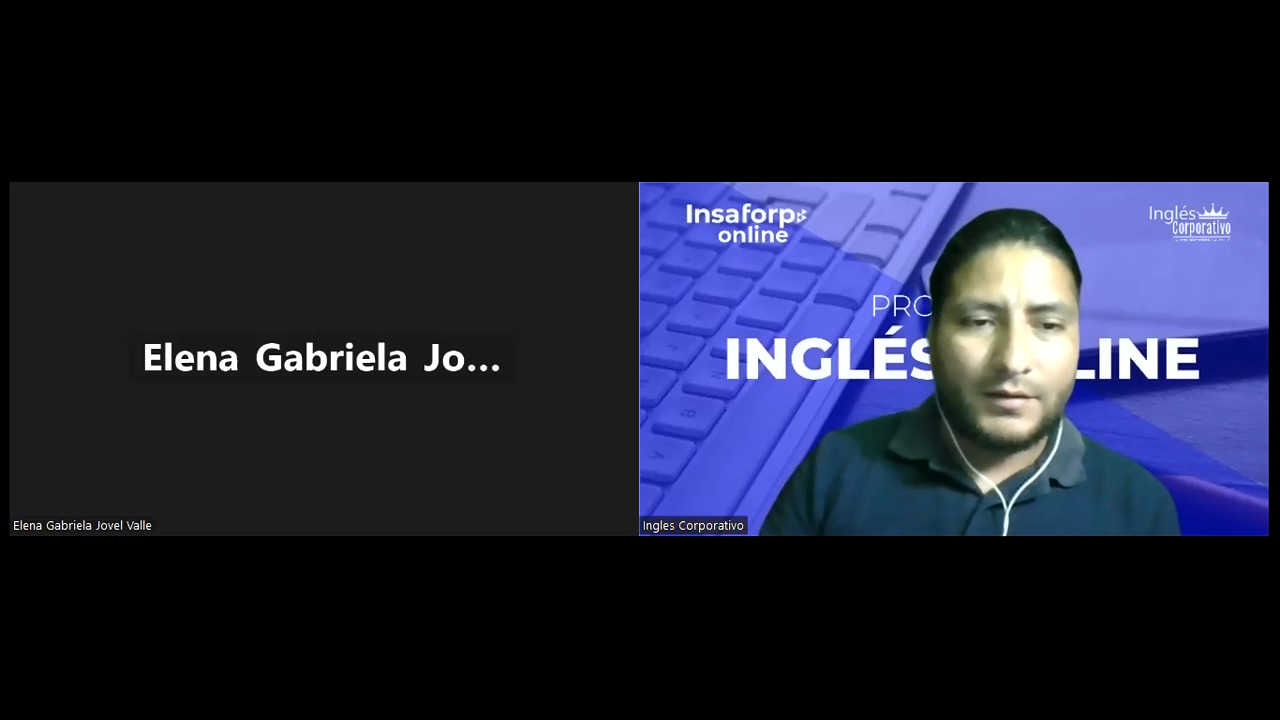 Elena Gabriela Jo...
Elena Gabriela Jovel Valle
Insaforp
online
Inglés
Corporativo
PRO
INGLÉS LINE
Ingles Corporativo